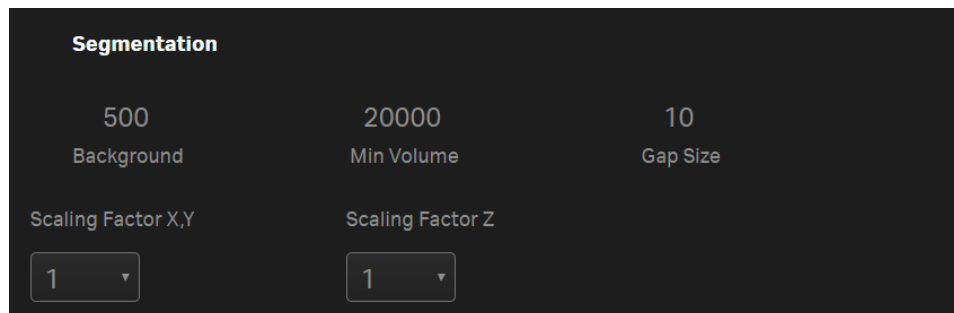 Segmentation
500 20000 10
Background Min Volume Gap Size
Scaling Factor X,Y Scaling Factor Z
1 1